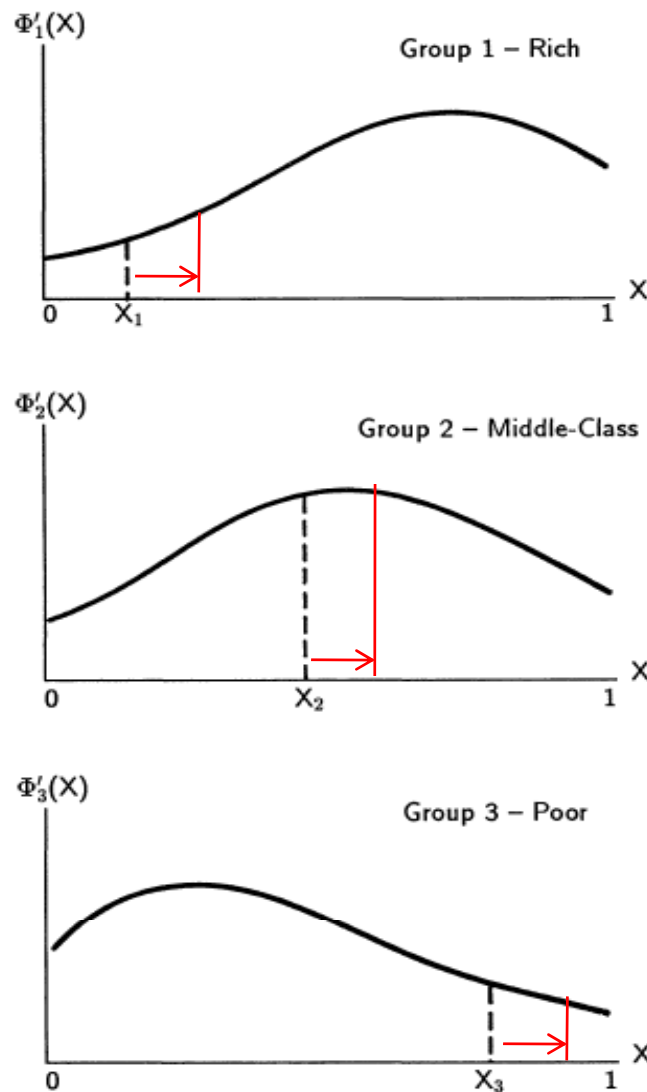 Φ′₁(X)
Group 1 – Rich
0 X₁ 1 X
Φ′₂(X)
Group 2 – Middle-Class
0 X₂ 1 X
Φ′₃(X)
Group 3 – Poor
0 X₃ 1 X